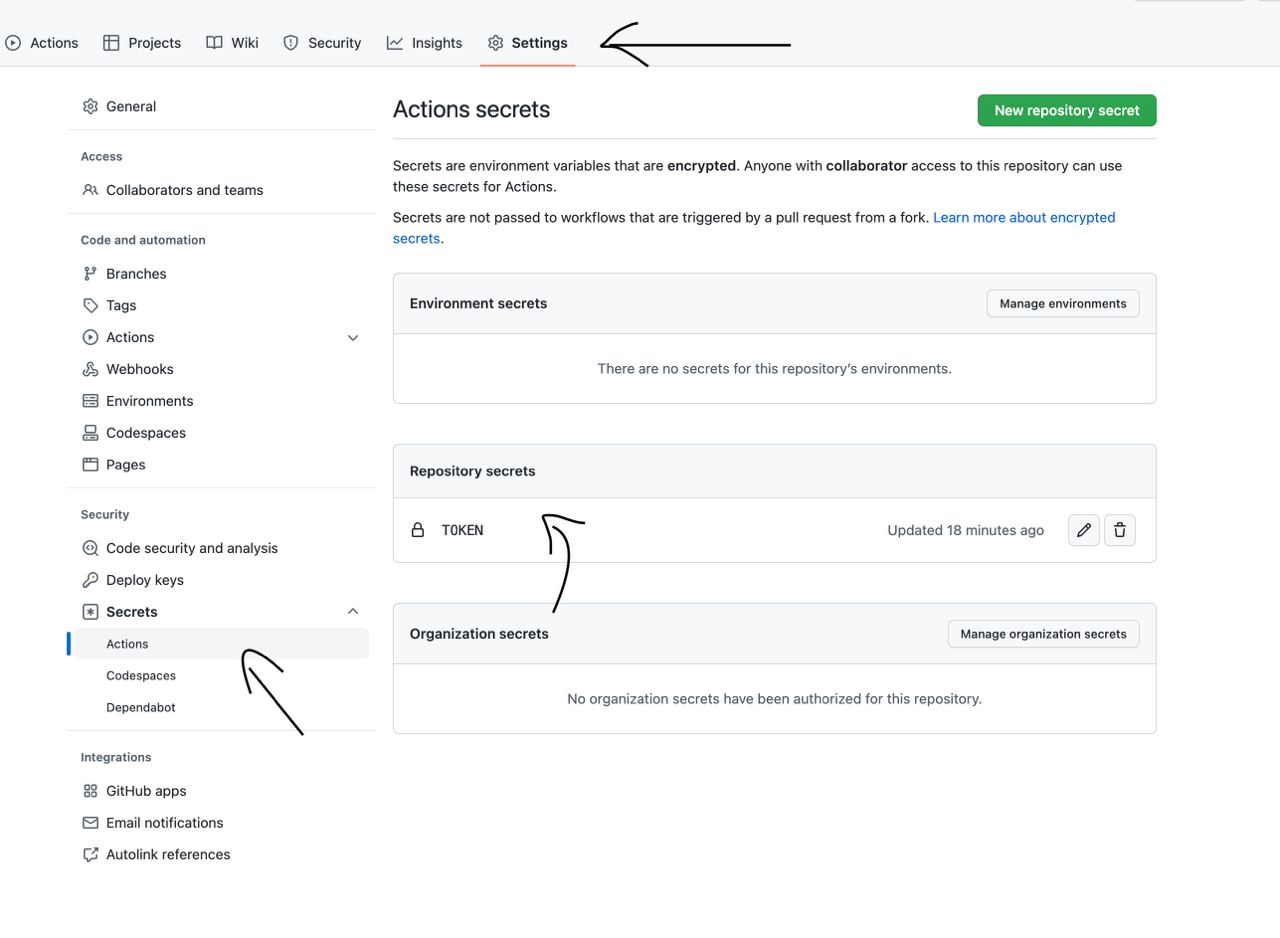 Actions Projects Wiki Security Insights Settings
General
Access
Collaborators and teams
Code and automation
Branches
Tags
Actions
Webhooks
Environments
Codespaces
Pages
Security
Code security and analysis
Deploy keys
Secrets
Actions
Codespaces
Dependabot
Integrations
GitHub apps
Email notifications
Autolink references
Actions secrets
New repository secret
Secrets are environment variables that are encrypted. Anyone with collaborator access to this repository can use
these secrets for Actions.
Secrets are not passed to workflows that are triggered by a pull request from a fork. Learn more about encrypted
secrets.
Environment secrets
Manage environments
There are no secrets for this repository's environments.
Repository secrets
TOKEN
Updated 18 minutes ago
Organization secrets
Manage organization secrets
No organization secrets have been authorized for this repository.